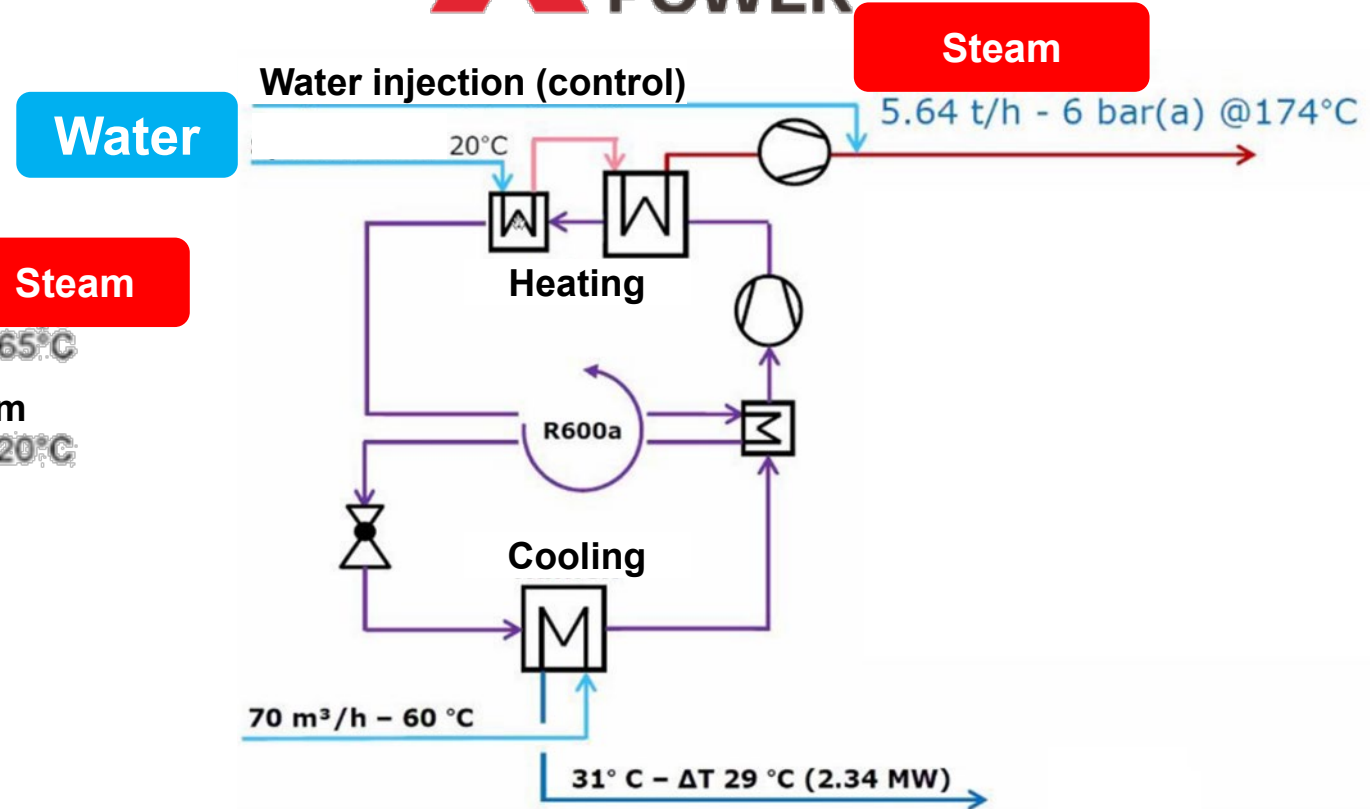 POWER
Steam
Water injection (control)
5.64 t/h - 6 bar(a) @174°C
Water
20°C
Steam
Heating
65°C
m
20°C
R600a
Cooling
70 m³/h – 60 °C
31° C – ΔT 29 °C (2.34 MW)